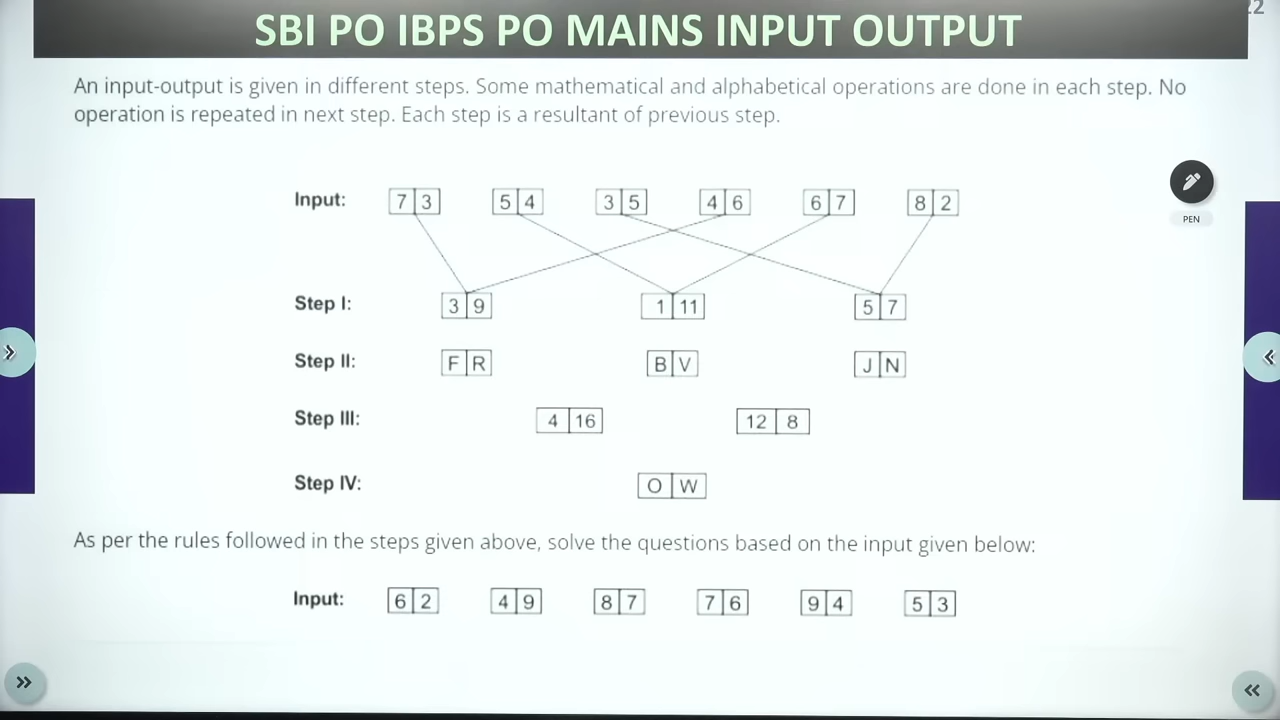 22
SBI PO IBPS PO MAINS INPUT OUTPUT
An input-output is given in different steps. Some mathematical and alphabetical operations are done in each step. No
operation is repeated in next step. Each step is a resultant of previous step.
Input: 7 3 5 4 3 5 4 6 6 7 8 2
PEN
Step I: 3 9 1 11 5 7
Step II: F R B V J N
Step III: 4 16 12 8
Step IV: O W
As per the rules followed in the steps given above, solve the questions based on the input given below:
Input: 6 2 4 9 8 7 7 6 9 4 5 3